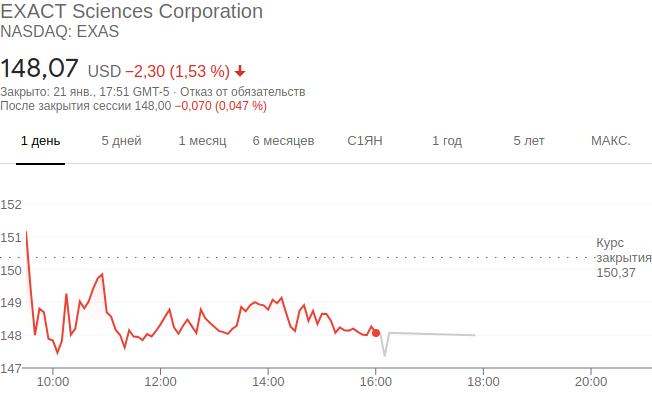 EXACT Sciences Corporation
NASDAQ: EXAS
148,07 USD −2,30 (1,53 %)
Закрыто: 21 янв., 17:51 GMT-5 · Отказ от обязательств
После закрытия сессии 148,00 −0,070 (0,047 %)
1 день 5 дней 1 месяц 6 месяцев С1ЯН 1 год 5 лет МАКС.
152
151
Курс
закрытия
150,37
150
149
148
147
10:00 12:00 14:00 16:00 18:00 20:00